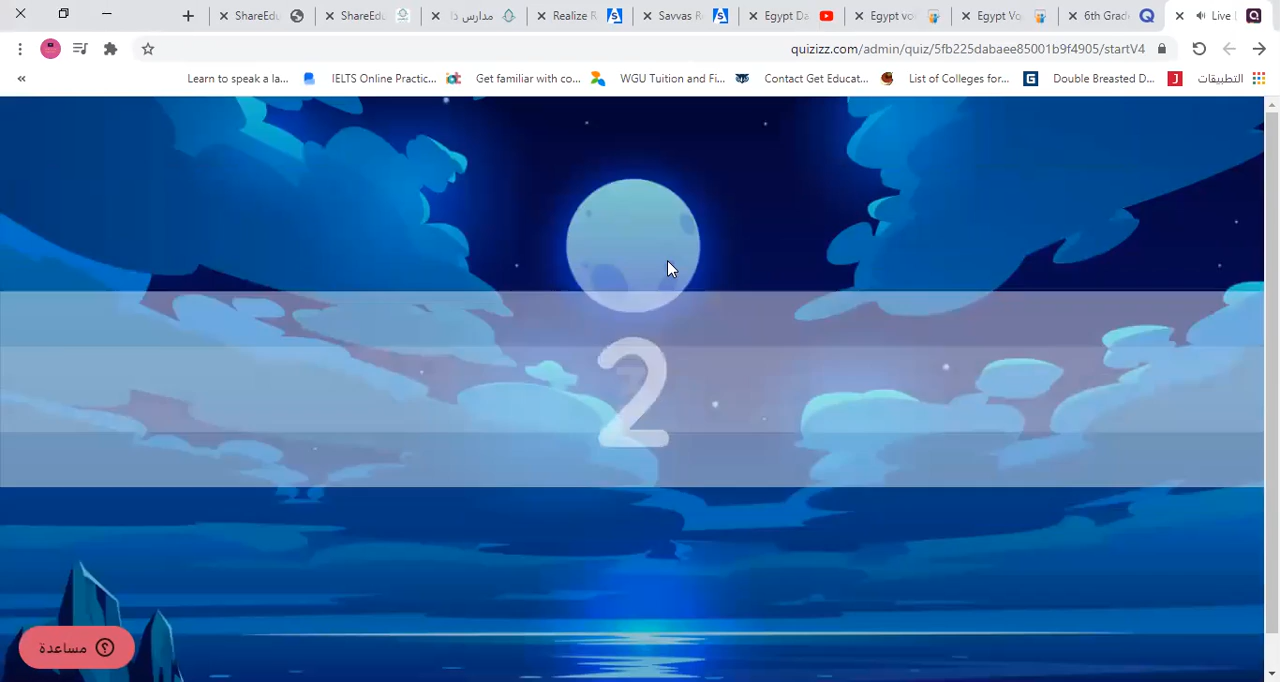 ShareEdu
ShareEdu
مدارس ذا
Realize R
Savvas R
Egypt Da
Egypt vo
Egypt Vo
6th Grad
Live
quizizz.com/admin/quiz/5fb225dabaee85001b9f4905/startV4
Learn to speak a la...
IELTS Online Practic...
Get familiar with co...
WGU Tuition and Fi...
Contact Get Educat...
List of Colleges for...
Double Breasted D...
التطبيقات
2
مساعدة